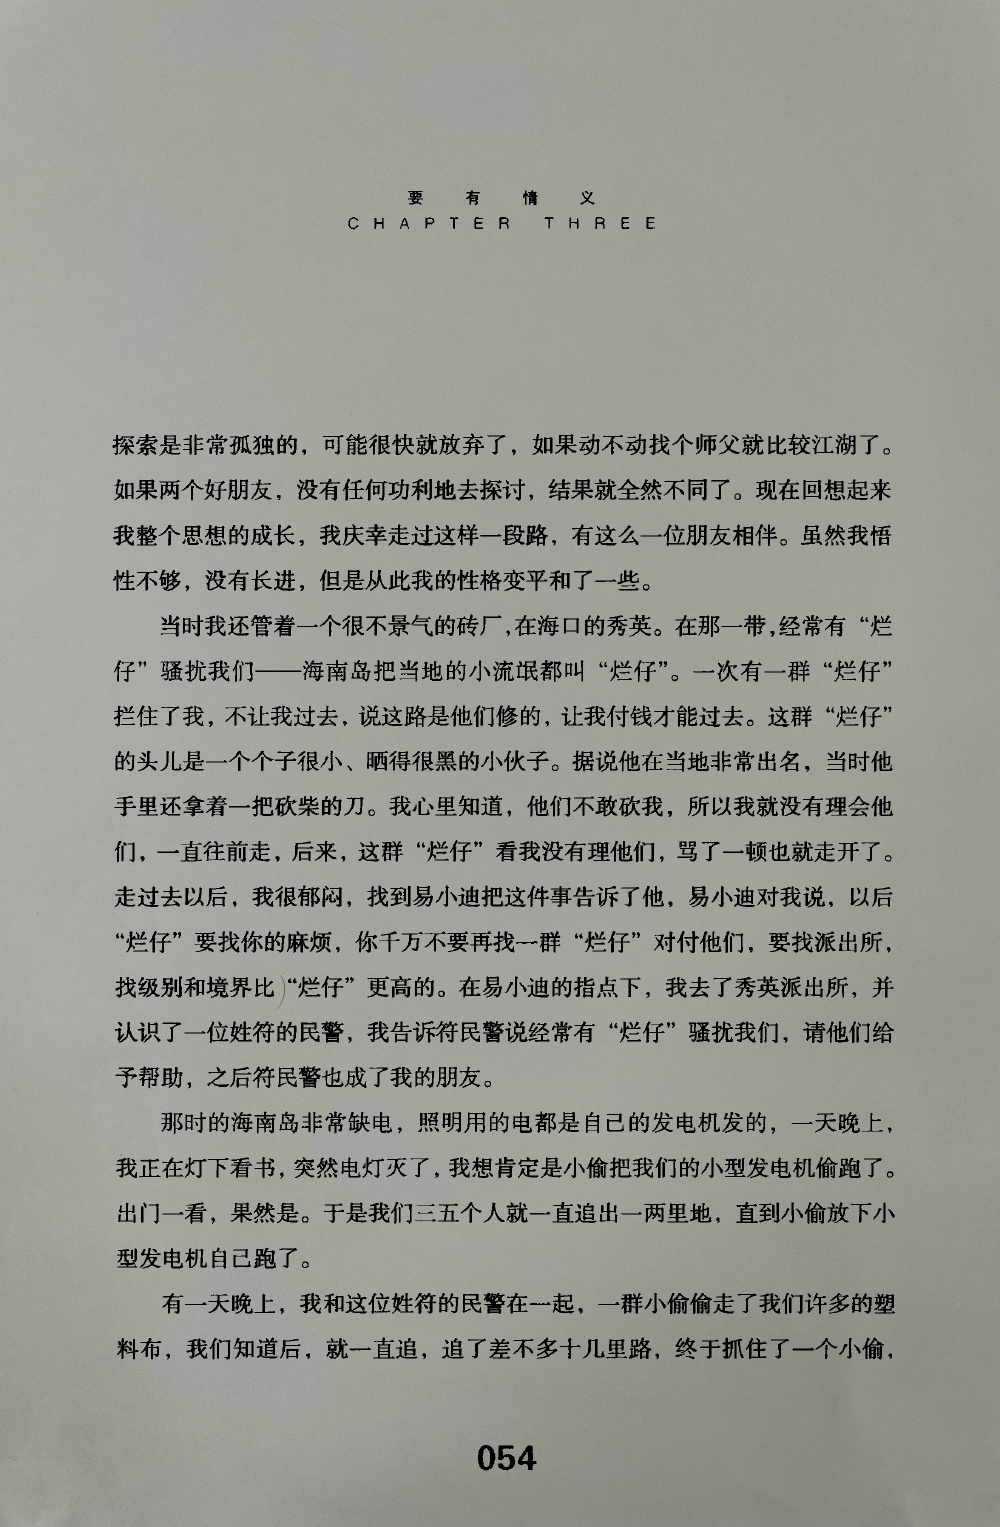 要有情义
CHAPTER THREE
探索是非常孤独的，可能很快就放弃了，如果动不动找个师父就比较江湖了。
如果两个好朋友，没有任何功利地去探讨，结果就全然不同了。现在回想起来
我整个思想的成长，我庆幸走过这样一段路，有这么一位朋友相伴。虽然我悟
性不够，没有长进，但是从此我的性格变平和了一些。
当时我还管着一个很不景气的砖厂，在海口的秀英。在那一带，经常有“烂
仔”骚扰我们——海南岛把当地的小流氓都叫“烂仔”。一次有一群“烂仔”
拦住了我，不让我过去，说这路是他们修的，让我付钱才能过去。这群“烂仔”
的头儿是一个个子很小、晒得很黑的小伙子。据说他在当地非常出名，当时他
手里还拿着一把砍柴的刀。我心里知道，他们不敢砍我，所以我就没有理会他
们，一直往前走，后来，这群“烂仔”看我没有理他们，骂了一顿也就走开了。
走过去以后，我很郁闷，找到易小迪把这件事告诉了他，易小迪对我说，以后
“烂仔”要找你的麻烦，你千万不要再找一群“烂仔”对付他们，要找派出所，
找级别和境界比“烂仔”更高的。在易小迪的指点下，我去了秀英派出所，并
认识了一位姓符的民警，我告诉符民警说经常有“烂仔”骚扰我们，请他们给
予帮助，之后符民警也成了我的朋友。
那时的海南岛非常缺电，照明用的电都是自己的发电机发的，一天晚上，
我正在灯下看书，突然电灯灭了，我想肯定是小偷把我们的小型发电机偷跑了。
出门一看，果然是。于是我们三五个人就一直追出一两里地，直到小偷放下小
型发电机自己跑了。
有一天晚上，我和这位姓符的民警在一起，一群小偷偷走了我们许多的塑
料布，我们知道后，就一直追，追了差不多十几里路，终于抓住了一个小偷，
054